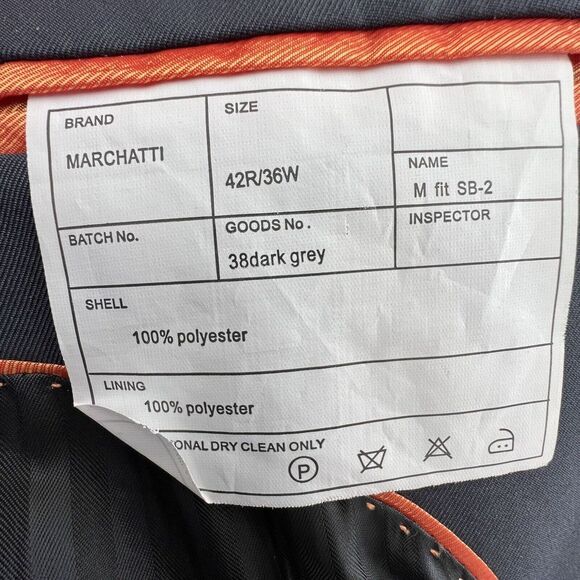 BRAND
MARCHATTI
SIZE
42R/36W
NAME
M fit SB-2
BATCH No.
GOODS No.
38dark grey
INSPECTOR
SHELL
100% polyester
LINING
100% polyester
DRY CLEAN ONLY
P